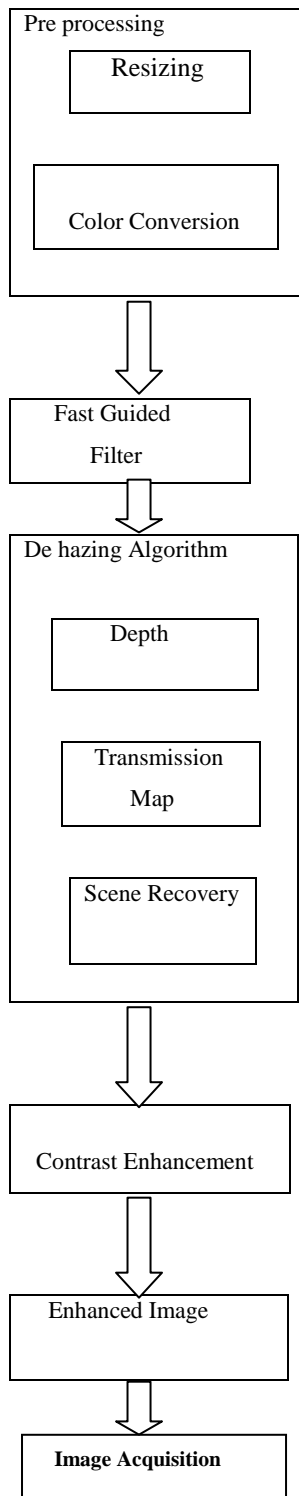 Pre processing
Resizing
Color Conversion
Fast Guided
Filter
De hazing Algorithm
Depth
Transmission
Map
Scene Recovery
Contrast Enhancement
Enhanced Image
Image Acquisition